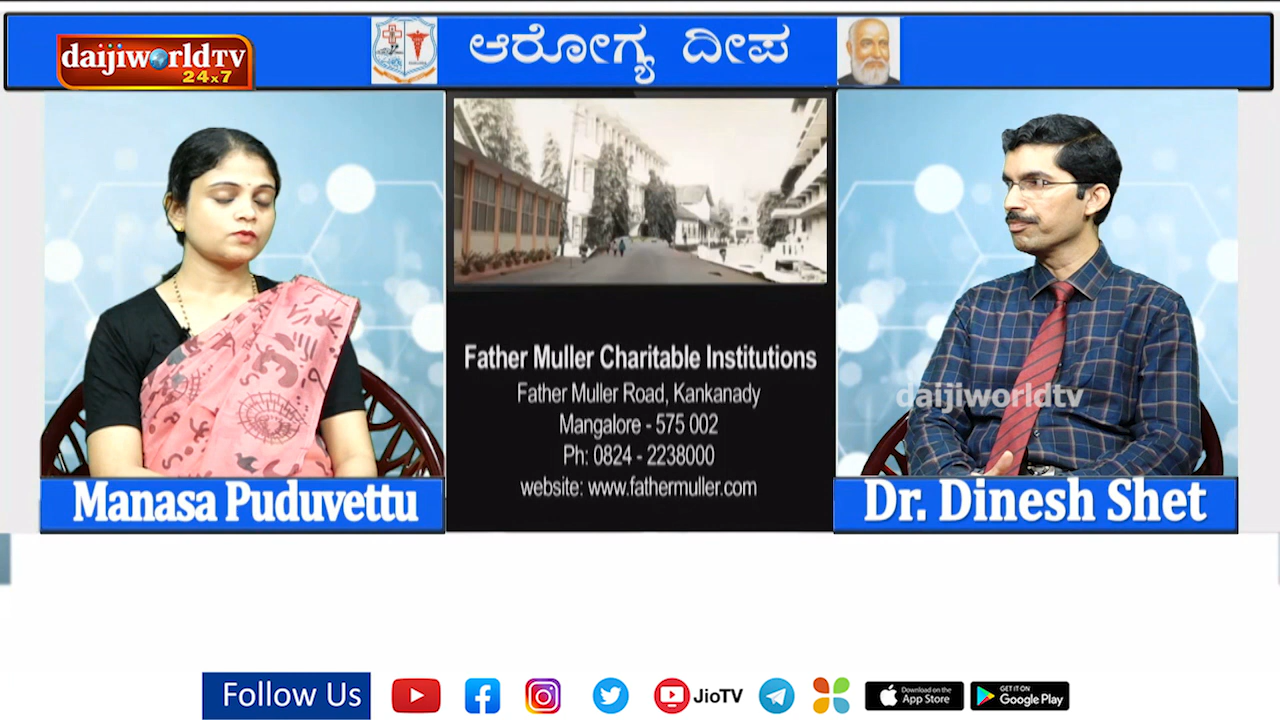 daijiworldTV
24x7
ಆರೋಗ್ಯ ದೀಪ
Father Muller Charitable Institutions
Father Muller Road, Kankanady
Mangalore - 575 002
Ph: 0824 - 2238000
website: www.fathermuller.com
daijiworldtv
Manasa Puduvettu
Dr. Dinesh Shet
Follow Us
JioTV
Download on the
App Store
GET IT ON
Google Play